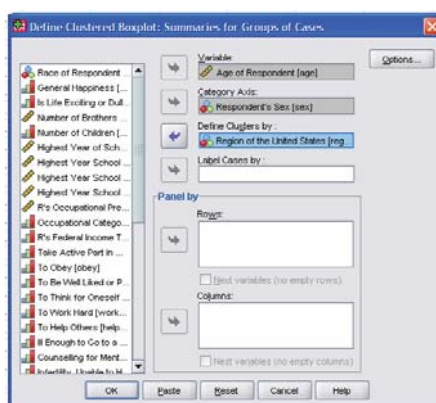 Define Clustered Boxplot: Summaries for Groups of Cases
Race of Respondent ...
General Happiness [...
Is Life Exciting or Dull...
Number of Brothers ...
Number of Children [...
Highest Year of Sch...
Highest Year School ...
Highest Year School ...
Highest Year School ...
R's Occupational Pre...
Occupational Catego...
R's Federal Income T...
Take Active Part in ...
To Obey [obey]
To Be Well Liked or P...
To Think for Oneself ...
To Work Hard [work...
To Help Others [help...
Ill Enough to Go to a ...
Counselling for Ment...
Infertility, Unable to H...
Variable:
Age of Respondent [age]
Category Axis:
Respondent's Sex [sex]
Define Clusters by:
Region of the United States [reg...
Label Cases by:
Panel by
Rows:
Nest variables (no empty rows)
Columns:
Nest variables (no empty columns)
Options...
OK
Paste
Reset
Cancel
Help